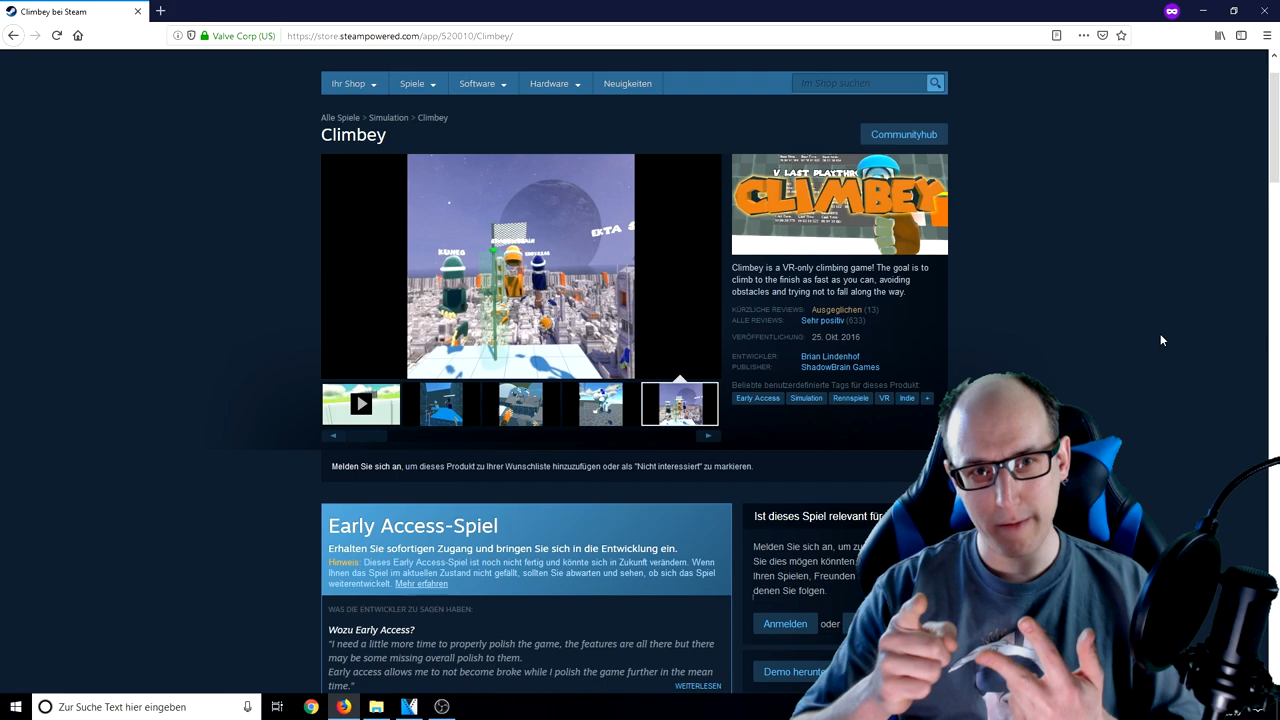 Climbey bei Steam
Valve Corp (US)
https://store.steampowered.com/app/520010/Climbey/
Ihr Shop
Spiele
Software
Hardware
Neuigkeiten
Im Shop suchen
Alle Spiele > Simulation > Climbey
Climbey
Communityhub
KUNEO
EKTA S
V LAST PLAYTHR
CLIMBEY
Climbey is a VR-only climbing game! The goal is to
climb to the finish as fast as you can, avoiding
obstacles and trying not to fall along the way.
KÜRZLICHE REVIEWS: Ausgeglichen (13)
ALLE REVIEWS: Sehr positiv (633)
VERÖFFENTLICHUNG: 25. Okt. 2016
ENTWICKLER: Brian Lindenhof
PUBLISHER: ShadowBrain Games
Beliebte benutzerdefinierte Tags für dieses Produkt:
Early Access Simulation Rennspiele VR Indie +
Melden Sie sich an, um dieses Produkt zu Ihrer Wunschliste hinzuzufügen oder als "Nicht interessiert" zu markieren.
Early Access-Spiel
Erhalten Sie sofortigen Zugang und bringen Sie sich in die Entwicklung ein.
Hinweis: Dieses Early Access-Spiel ist noch nicht fertig und könnte sich in Zukunft verändern. Wenn
Ihnen das Spiel im aktuellen Zustand nicht gefällt, sollten Sie abwarten und sehen, ob sich das Spiel
weiterentwickelt. Mehr erfahren
WAS DIE ENTWICKLER ZU SAGEN HABEN:
Wozu Early Access?
"I need a little more time to properly polish the game, the features are all there but there
may be some missing overall polish to them.
Early access allows me to not become broke while I polish the game further in the mean
time."
WEITERLESEN
Ist dieses Spiel relevant für
Melden Sie sich an, um zu
Sie dies mögen könnten,
Ihren Spielen, Freunden
denen Sie folgen.
Anmelden oder
Demo herunte
Zur Suche Text hier eingeben